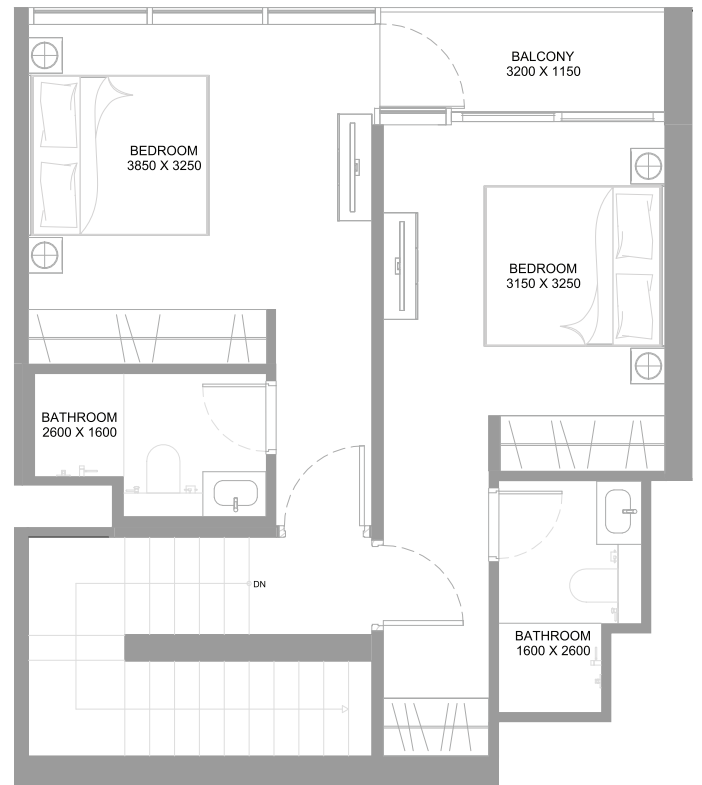 BALCONY
3200 X 1150
BEDROOM
3850 X 3250
BEDROOM
3150 X 3250
BATHROOM
2600 X 1600
DN
BATHROOM
1600 X 2600